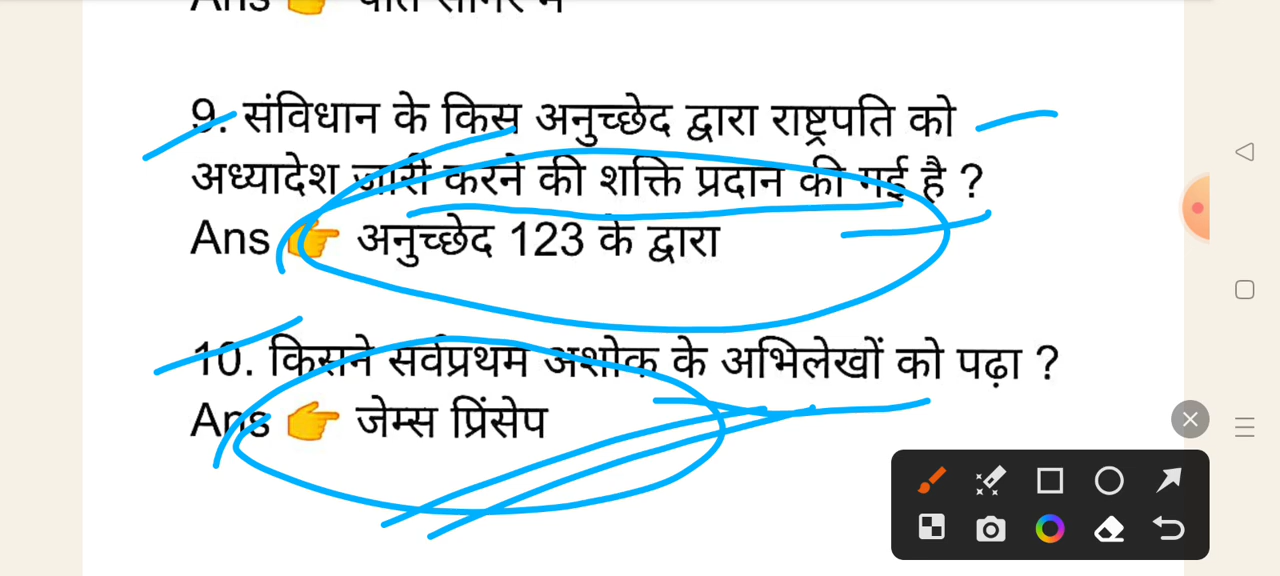 9. संविधान के किस अनुच्छेद द्वारा राष्ट्रपति को
अध्यादेश जारी करने की शक्ति प्रदान की गई है ?
Ans 👉 अनुच्छेद 123 के द्वारा
10. किसने सर्वप्रथम अशोक के अभिलेखों को पढ़ा ?
Ans 👉 जेम्स प्रिंसेप